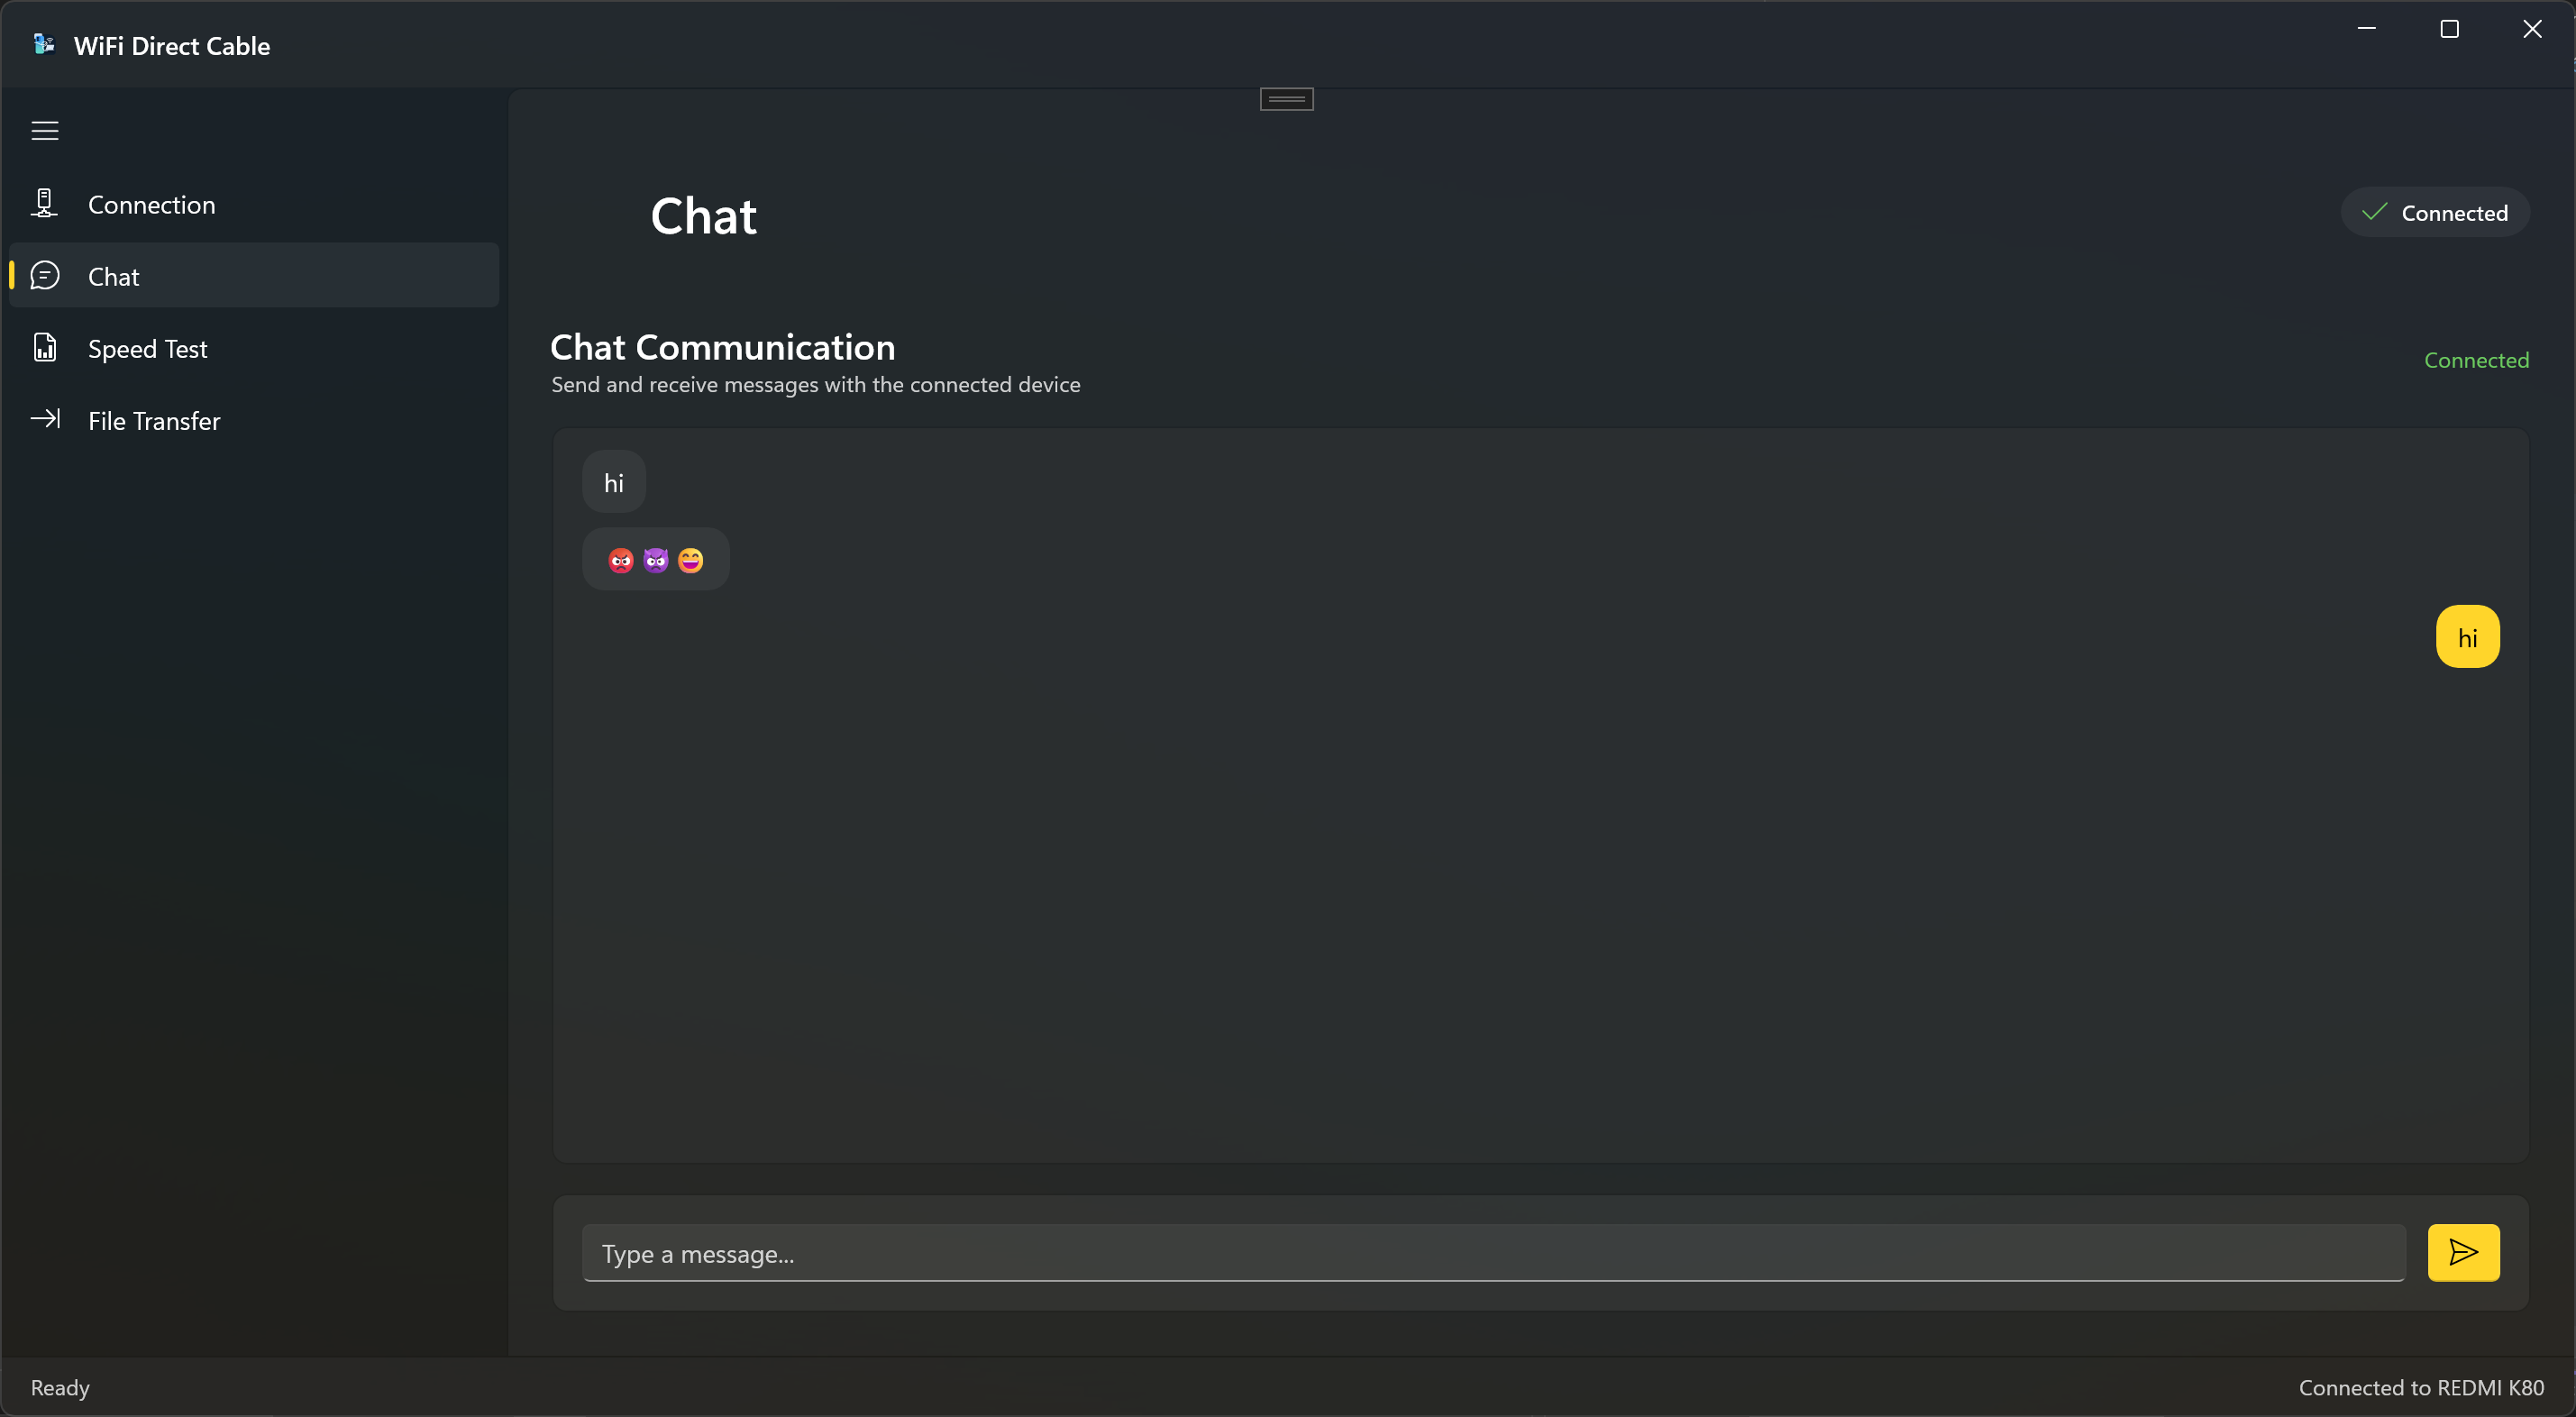 WiFi Direct Cable
Connection
Chat
Speed Test
File Transfer
Chat
Connected
Chat Communication
Send and receive messages with the connected device
Connected
hi
😡👿😄
hi
Type a message...
Ready
Connected to REDMI K80